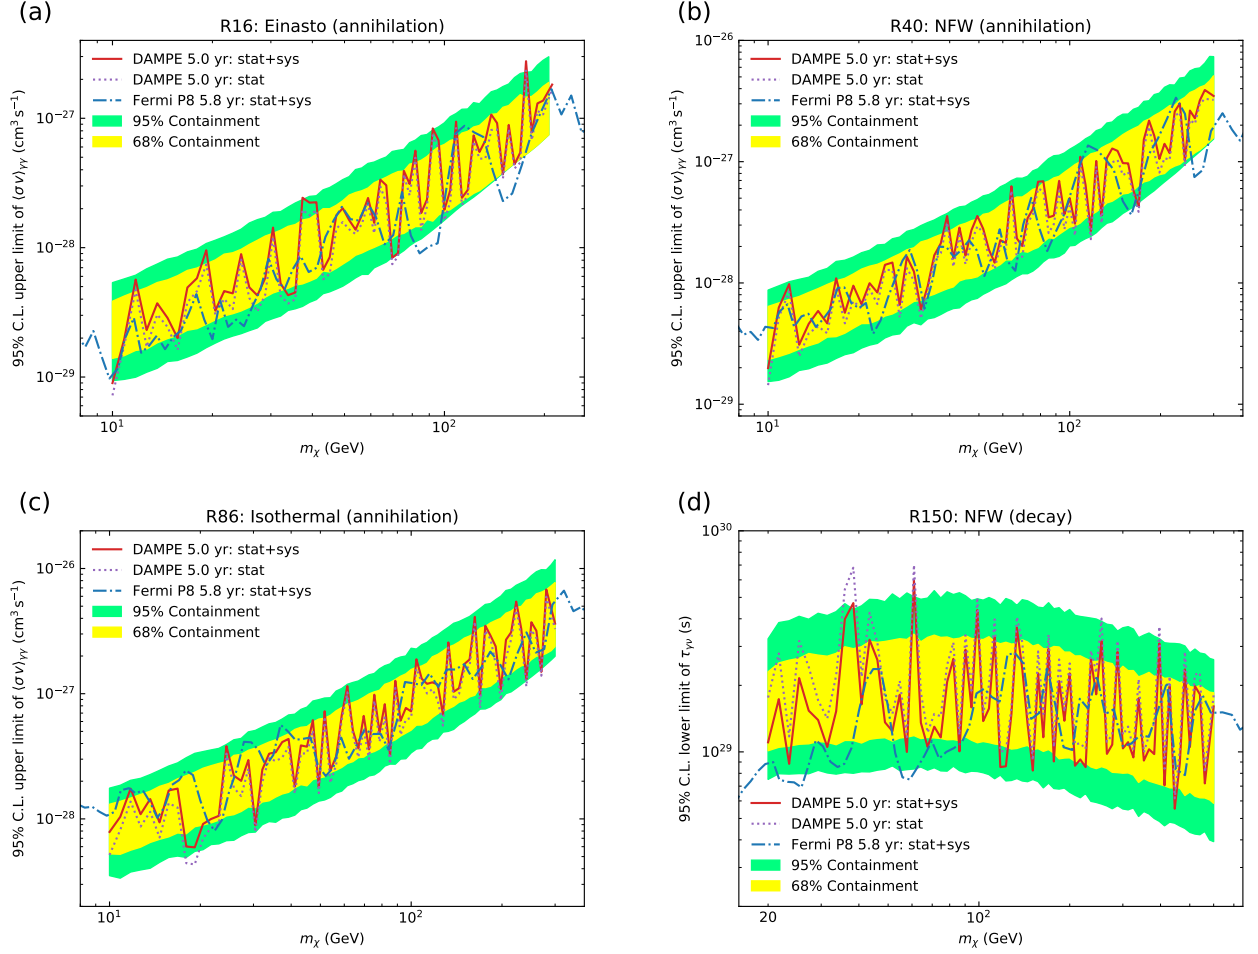 (a)
R16: Einasto (annihilation)
DAMPE 5.0 yr: stat+sys
DAMPE 5.0 yr: stat
Fermi P8 5.8 yr: stat+sys
95% Containment
68% Containment
95% C.L. upper limit of ⟨σv⟩γγ (cm³ s⁻¹)
10⁻²⁷
10⁻²⁸
10⁻²⁹
10¹
10²
mχ (GeV)
(b)
R40: NFW (annihilation)
DAMPE 5.0 yr: stat+sys
DAMPE 5.0 yr: stat
Fermi P8 5.8 yr: stat+sys
95% Containment
68% Containment
95% C.L. upper limit of ⟨σv⟩γγ (cm³ s⁻¹)
10⁻²⁶
10⁻²⁷
10⁻²⁸
10⁻²⁹
10¹
10²
mχ (GeV)
(c)
R86: Isothermal (annihilation)
DAMPE 5.0 yr: stat+sys
DAMPE 5.0 yr: stat
Fermi P8 5.8 yr: stat+sys
95% Containment
68% Containment
95% C.L. upper limit of ⟨σv⟩γγ (cm³ s⁻¹)
10⁻²⁶
10⁻²⁷
10⁻²⁸
10¹
10²
mχ (GeV)
(d)
R150: NFW (decay)
95% C.L. lower limit of τγν (s)
10³⁰
10²⁹
DAMPE 5.0 yr: stat+sys
DAMPE 5.0 yr: stat
Fermi P8 5.8 yr: stat+sys
95% Containment
68% Containment
20
10²
mχ (GeV)